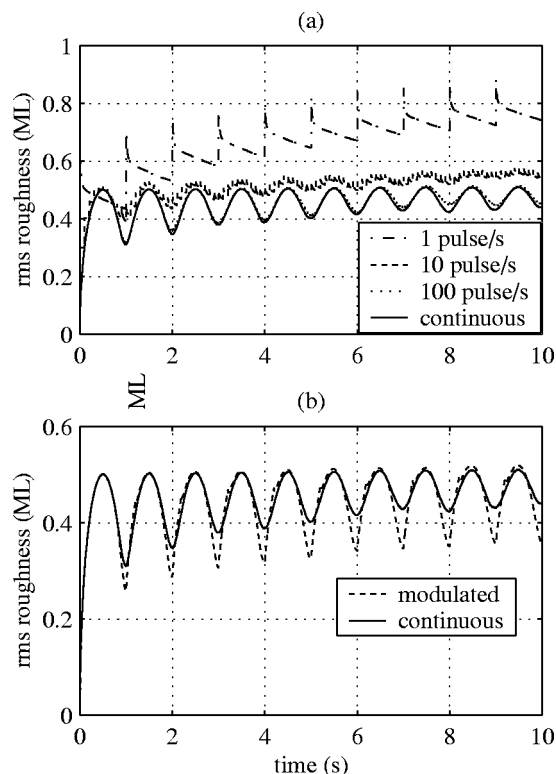 (a)
1
0.8
0.6
0.4
0.2
0
rms roughness (ML)
1 pulse/s
10 pulse/s
100 pulse/s
continuous
0 2 4 6 8 10
ML
(b)
0.6
0.4
0.2
0
rms roughness (ML)
modulated
continuous
0 2 4 6 8 10
time (s)